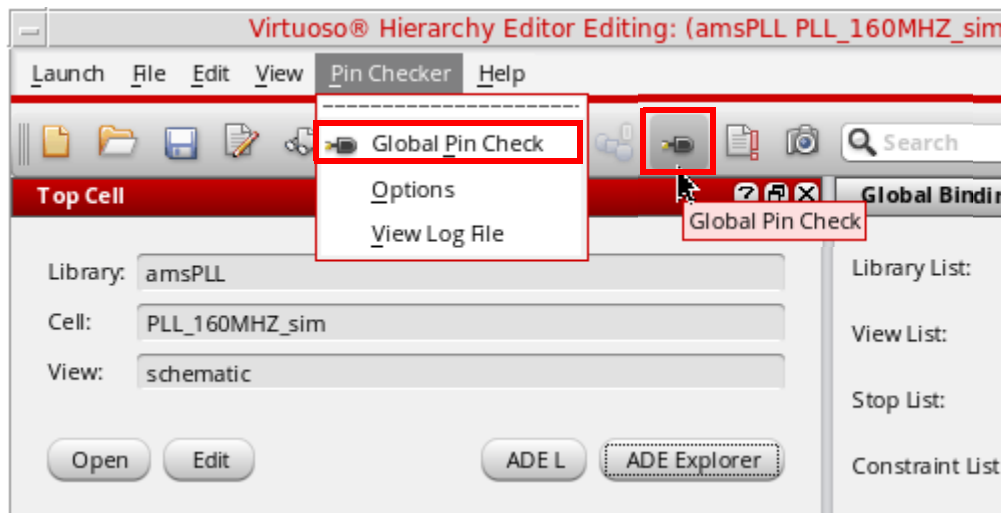 Virtuoso® Hierarchy Editor Editing: (amsPLL PLL_160MHZ_sim
Launch File Edit View Pin Checker Help
Global Pin Check
Search
Options
View Log File
Top Cell
Global Pin Check
Global Bindin
Library: amsPLL
Cell: PLL_160MHZ_sim
View: schematic
Open Edit ADE L ADE Explorer
Library List:
View List:
Stop List:
Constraint List